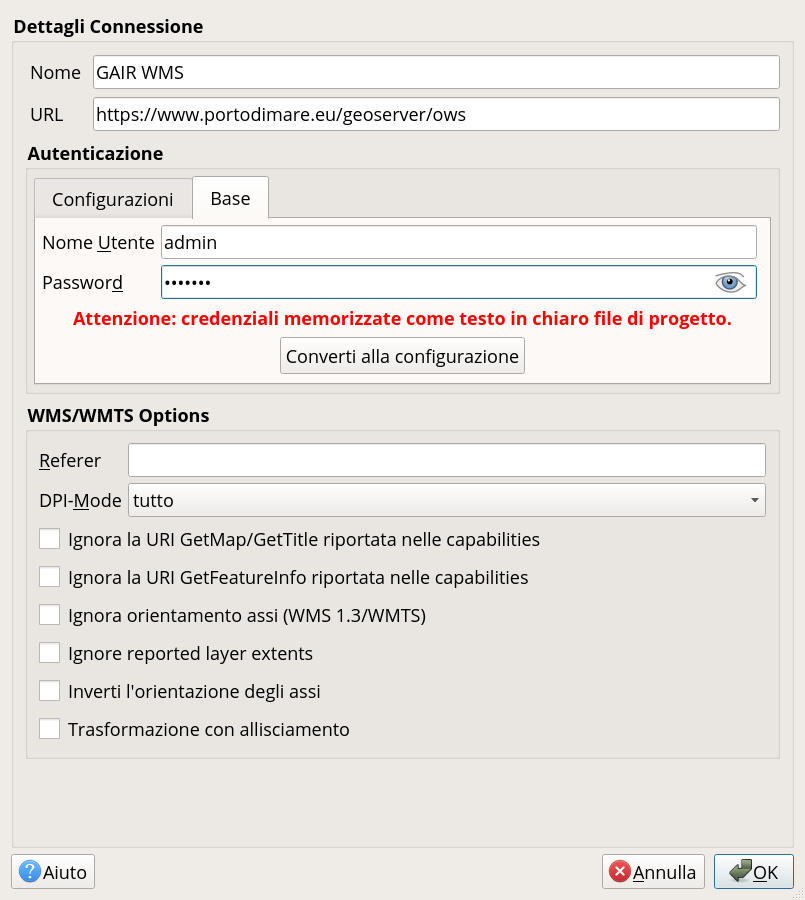 Dettagli Connessione
Nome GAIR WMS
URL https://www.portodimare.eu/geoserver/ows
Autenticazione
Configurazioni Base
Nome Utente admin
Password •••••••
Attenzione: credenziali memorizzate come testo in chiaro file di progetto.
Converti alla configurazione
WMS/WMTS Options
Referer
DPI-Mode tutto
Ignora la URI GetMap/GetTitle riportata nelle capabilities
Ignora la URI GetFeatureInfo riportata nelle capabilities
Ignora orientamento assi (WMS 1.3/WMTS)
Ignore reported layer extents
Inverti l'orientazione degli assi
Trasformazione con allisciamento
Aiuto Annulla OK